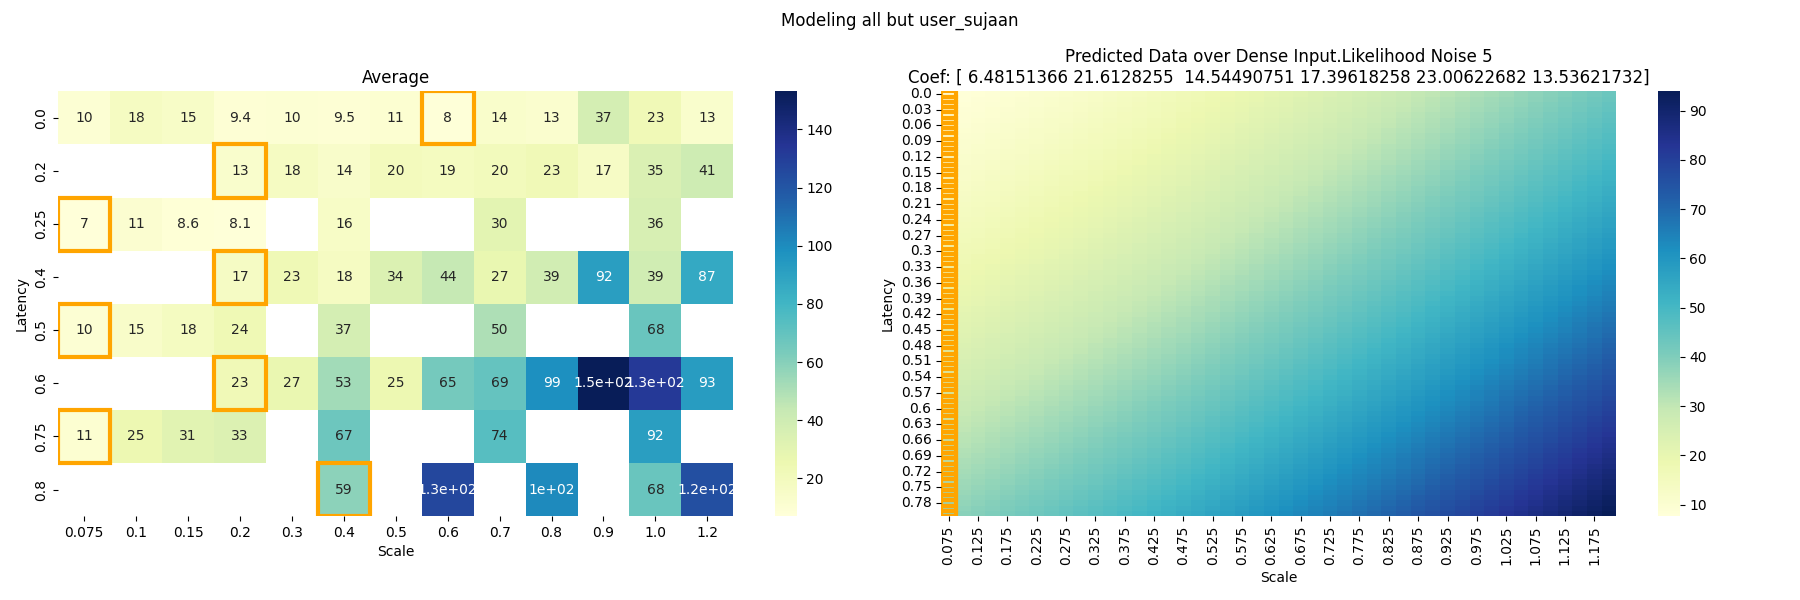 Modeling all but user_sujaan
Average
0.0 10 18 15 9.4 10 9.5 11 8 14 13 37 23 13
0.2 13 18 14 20 19 20 23 17 35 41
0.25 7 11 8.6 8.1 16 30 36
0.4 17 23 18 34 44 27 39 92 39 87
0.5 10 15 18 24 37 50 68
0.6 23 27 53 25 65 69 99 1.5e+02 1.3e+02 93
0.75 11 25 31 33 67 74 92
0.8 59 1.3e+02 1e+02 68 1.2e+02
Latency
0.075 0.1 0.15 0.2 0.3 0.4 0.5 0.6 0.7 0.8 0.9 1.0 1.2
Scale
140
120
100
80
60
40
20
Predicted Data over Dense Input.Likelihood Noise 5
Coef: [ 6.48151366 21.6128255  14.54490751 17.39618258 23.00622682 13.53621732]
0.0
0.03
0.06
0.09
0.12
0.15
0.18
0.21
0.24
0.27
0.3
0.33
0.36
0.39
0.42
0.45
0.48
0.51
0.54
0.57
0.6
0.63
0.66
0.69
0.72
0.75
0.78
Latency
0.075 0.125 0.175 0.225 0.275 0.325 0.375 0.425 0.475 0.525 0.575 0.625 0.675 0.725 0.775 0.825 0.875 0.925 0.975 1.025 1.075 1.125 1.175
Scale
90
80
70
60
50
40
30
20
10